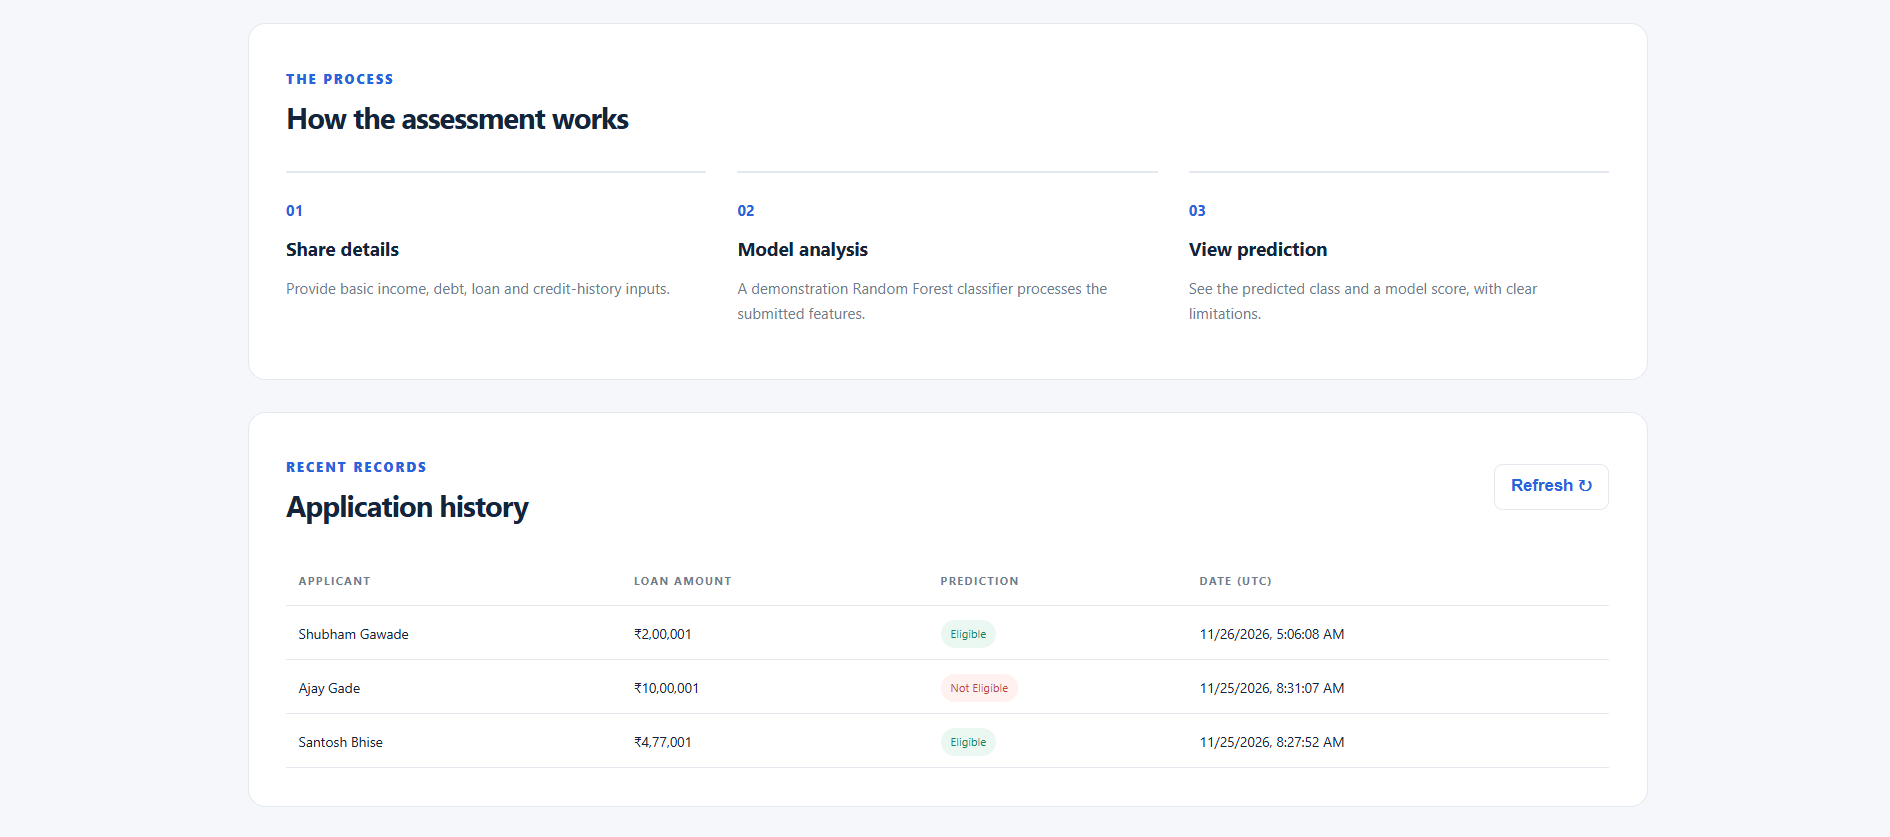 THE PROCESS
How the assessment works
01
Share details
Provide basic income, debt, loan and credit-history inputs.
02
Model analysis
A demonstration Random Forest classifier processes the
submitted features.
03
View prediction
See the predicted class and a model score, with clear
limitations.
RECENT RECORDS
Application history
Refresh ↻
APPLICANT LOAN AMOUNT PREDICTION DATE (UTC)
Shubham Gawade ₹2,00,001 Eligible 11/26/2026, 5:06:08 AM
Ajay Gade ₹10,00,001 Not Eligible 11/25/2026, 8:31:07 AM
Santosh Bhise ₹4,77,001 Eligible 11/25/2026, 8:27:52 AM